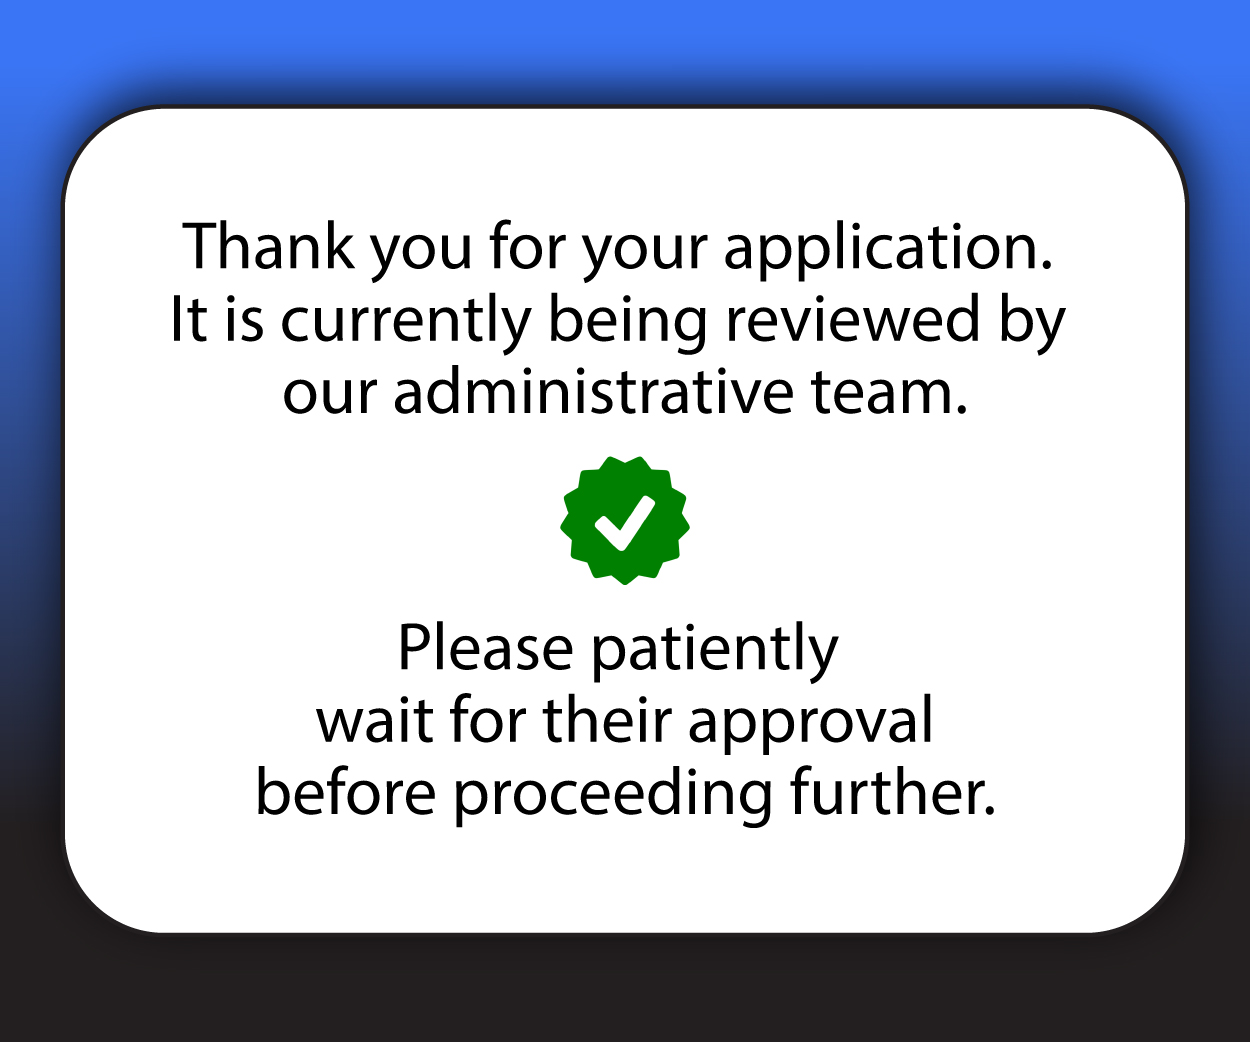 Thank you for your application.
It is currently being reviewed by
our administrative team.
Please patiently
wait for their approval
before proceeding further.